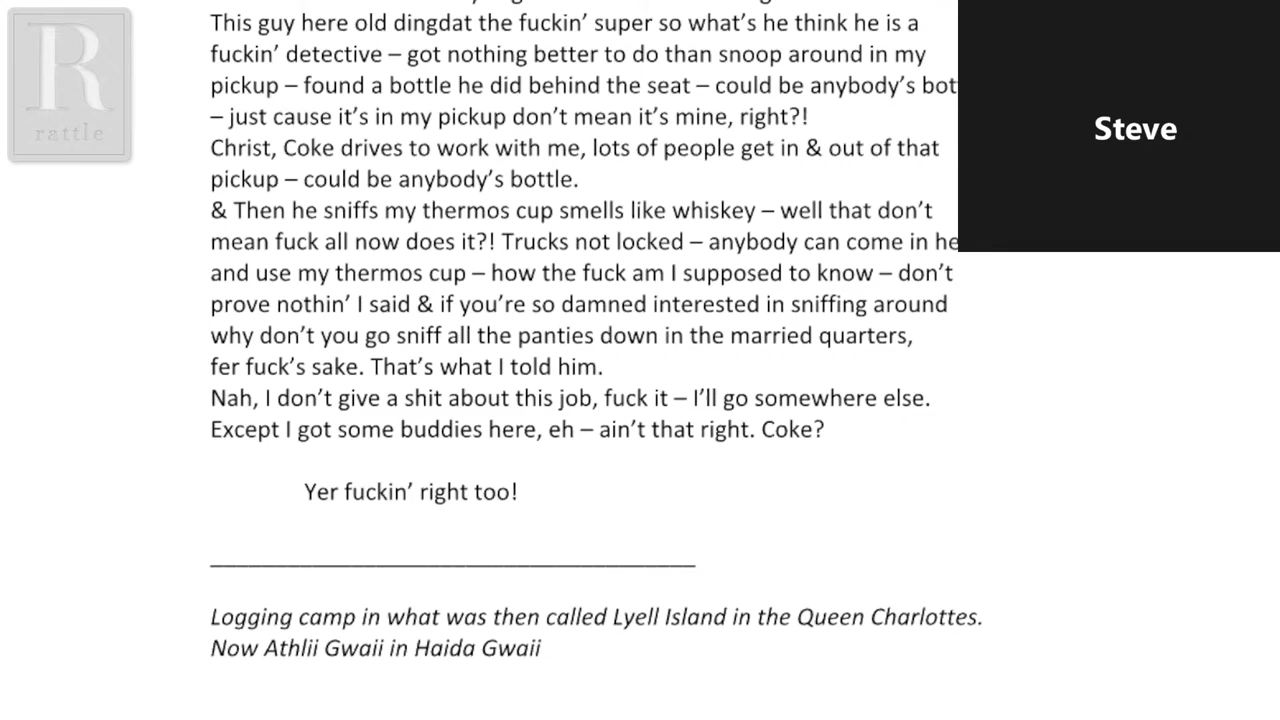 This guy here old dingdat the fuckin’ super so what’s he think he is a
fuckin’ detective – got nothing better to do than snoop around in my
pickup – found a bottle he did behind the seat – could be anybody’s bot
– just cause it’s in my pickup don’t mean it’s mine, right?!
Christ, Coke drives to work with me, lots of people get in & out of that
pickup – could be anybody’s bottle.
& Then he sniffs my thermos cup smells like whiskey – well that don’t
mean fuck all now does it?! Trucks not locked – anybody can come in he
and use my thermos cup – how the fuck am I supposed to know – don’t
prove nothin’ I said & if you’re so damned interested in sniffing around
why don’t you go sniff all the panties down in the married quarters,
fer fuck’s sake. That’s what I told him.
Nah, I don’t give a shit about this job, fuck it – I’ll go somewhere else.
Except I got some buddies here, eh – ain’t that right. Coke?
Yer fuckin’ right too!
Logging camp in what was then called Lyell Island in the Queen Charlottes.
Now Athlii Gwaii in Haida Gwaii
R
rattle
Steve